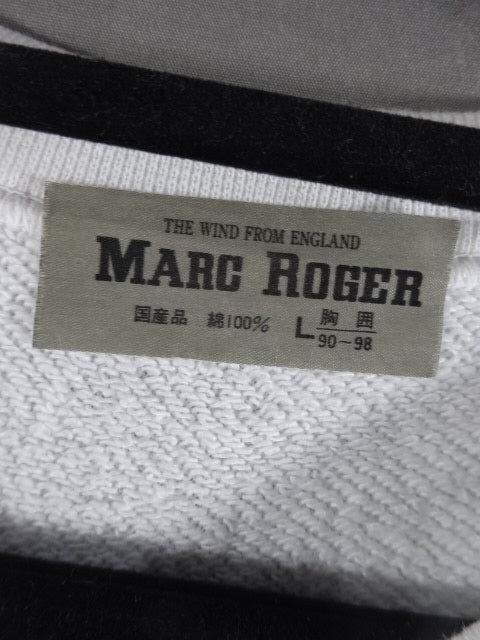 THE WIND FROM ENGLAND
MARC ROGER
国産品 綿100% L 胸囲
90~98